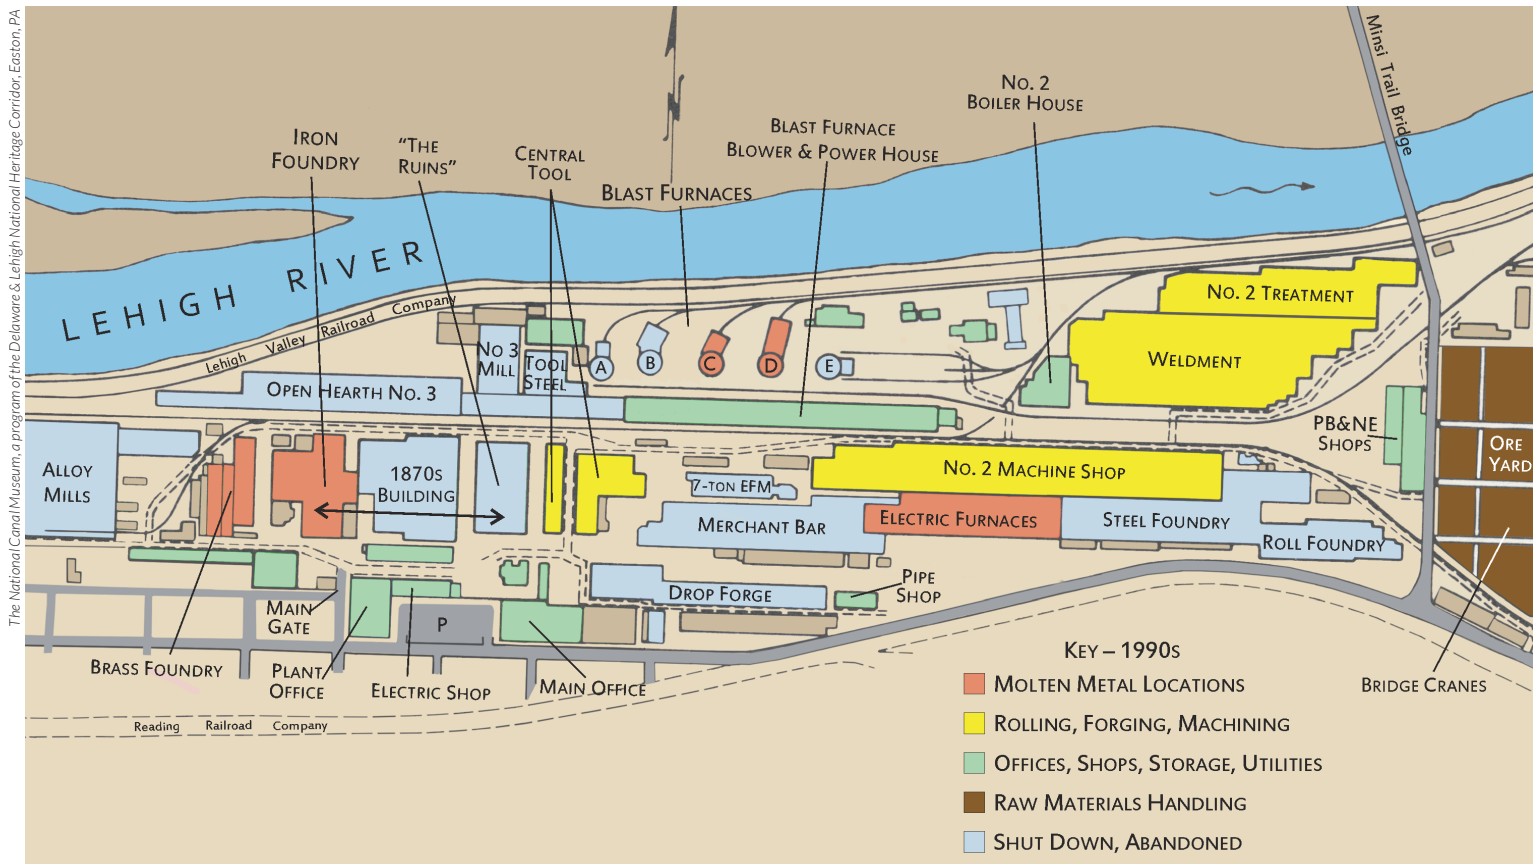 The National Canal Museum, a program of the Delaware & Lehigh National Heritage Corridor, Easton, PA
Minsi Trail Bridge
No. 2
Boiler House
Blast Furnace
Blower & Power House
Iron
Foundry
"The
Ruins"
Central
Tool
Blast Furnaces
LEHIGH RIVER
Lehigh Valley Railroad Company
No. 2 Treatment
Weldment
No 3
Mill
Tool
Steel
A
B
C
D
E
Open Hearth No. 3
PB&NE
Shops
Ore
Yard
Alloy
Mills
1870s
Building
7-ton EFM
No. 2 Machine Shop
Merchant Bar
Electric Furnaces
Steel Foundry
Roll Foundry
Drop Forge
Pipe
Shop
Main
Gate
P
Brass Foundry
Plant
Office
Electric Shop
Main Office
Bridge Cranes
Reading Railroad Company
Key – 1990s
Molten Metal Locations
Rolling, Forging, Machining
Offices, Shops, Storage, Utilities
Raw Materials Handling
Shut Down, Abandoned